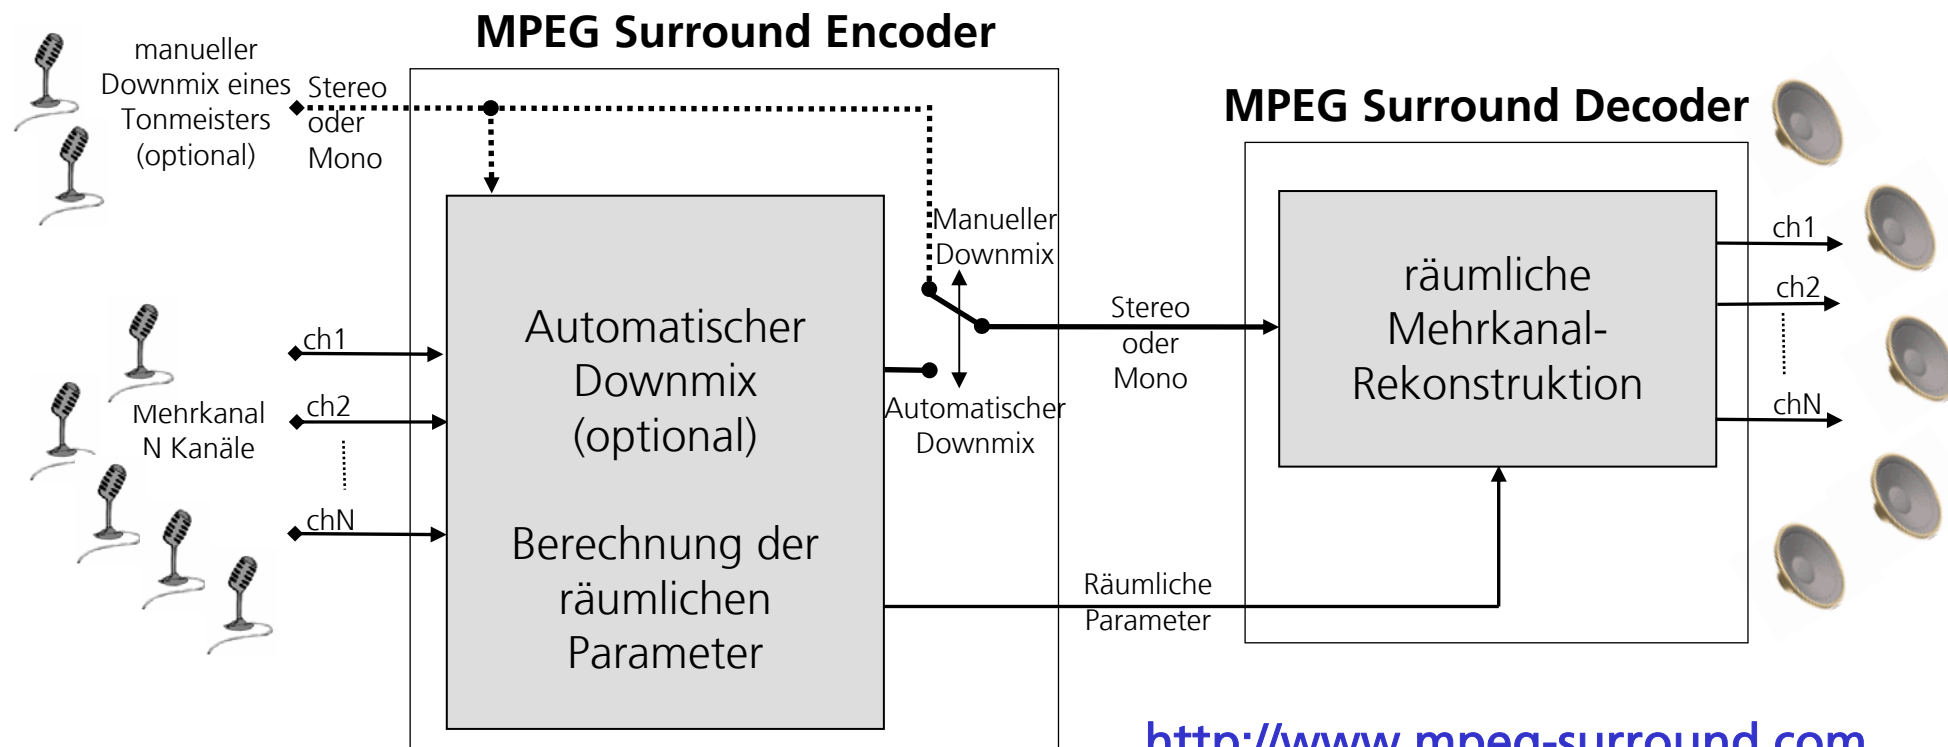 MPEG Surround Encoder
manueller
Downmix eines
Tonmeisters
(optional)
Stereo
oder
Mono
MPEG Surround Decoder
Manueller
Downmix
Automatischer
Downmix
(optional)
Berechnung der
räumlichen
Parameter
ch1
ch2
chN
Mehrkanal
N Kanäle
Automatischer
Downmix
Stereo
oder
Mono
Räumliche
Parameter
räumliche
Mehrkanal-
Rekonstruktion
ch1
ch2
chN
http://www.mpeg-surround.com